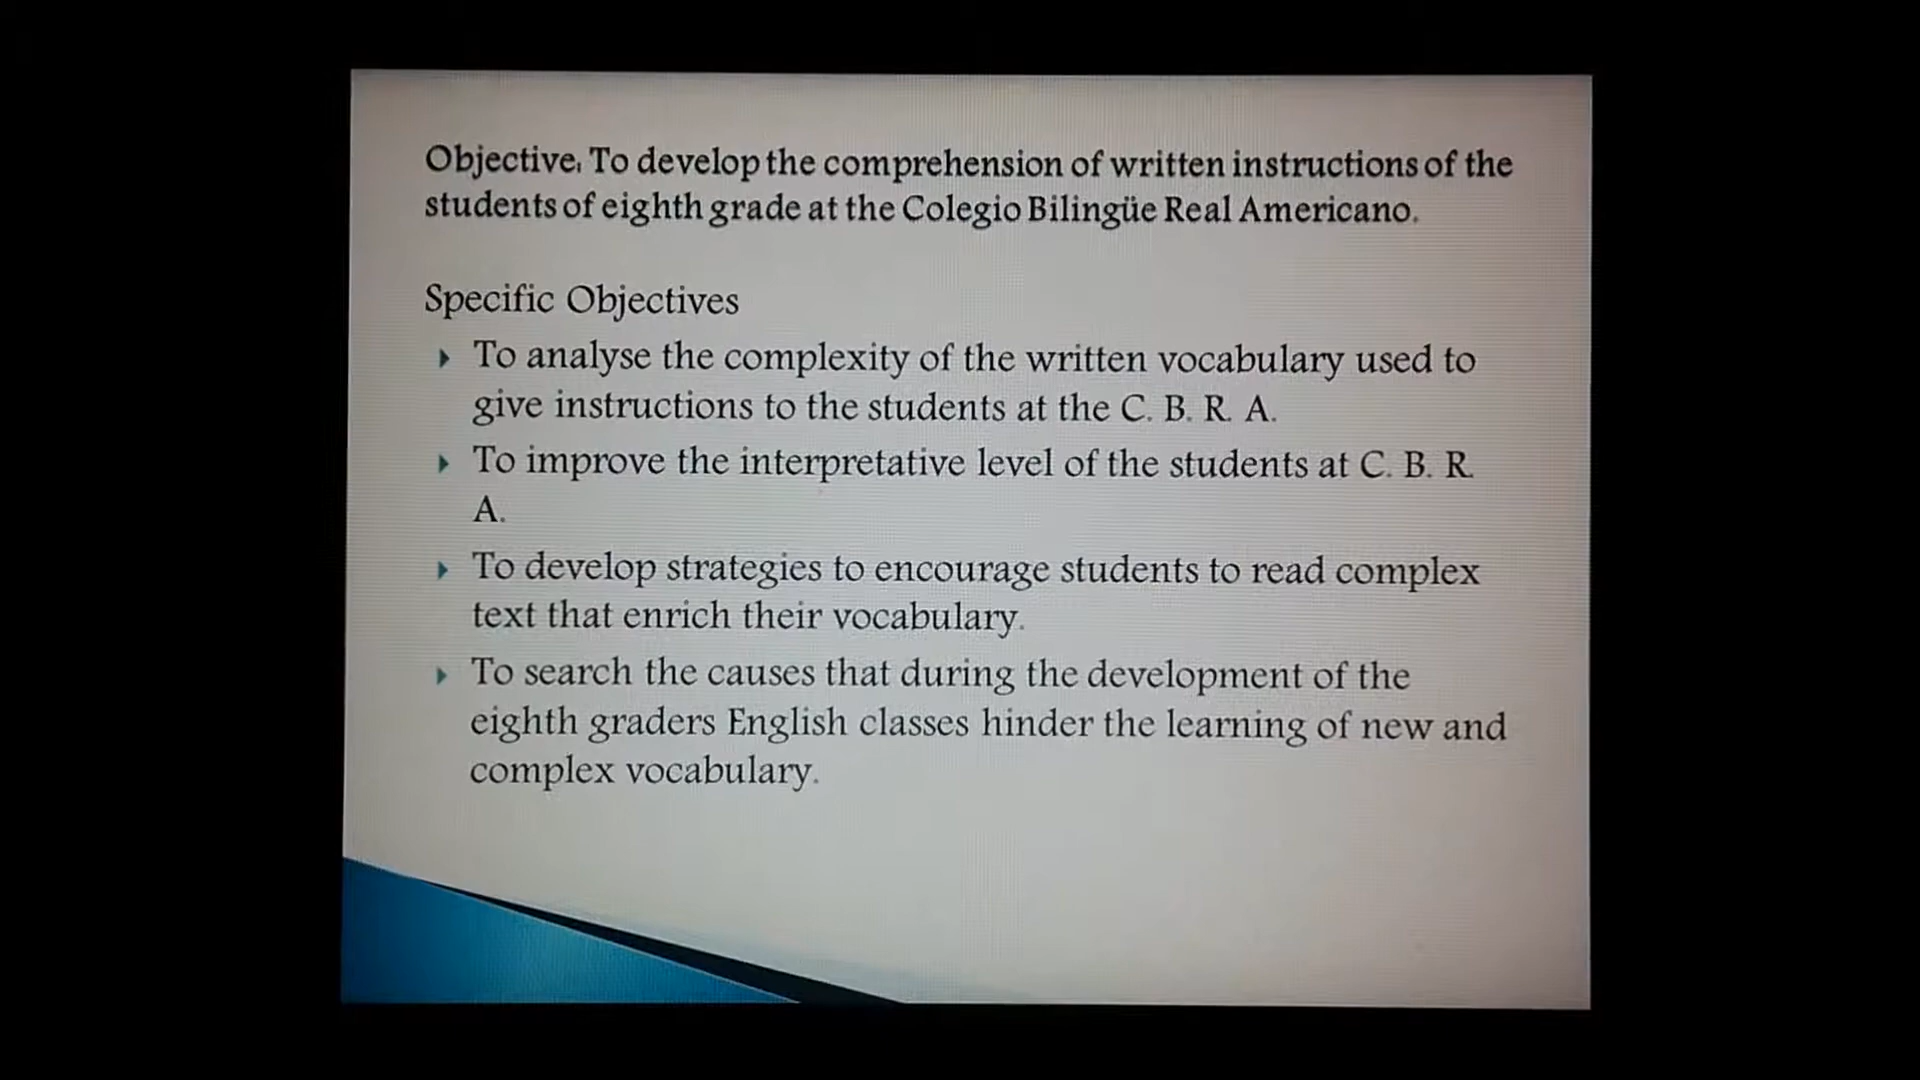 Objective: To develop the comprehension of written instructions of the
students of eighth grade at the Colegio Bilingüe Real Americano.
Specific Objectives
To analyse the complexity of the written vocabulary used to
give instructions to the students at the C. B. R. A.
To improve the interpretative level of the students at C. B. R.
A.
To develop strategies to encourage students to read complex
text that enrich their vocabulary.
To search the causes that during the development of the
eighth graders English classes hinder the learning of new and
complex vocabulary.